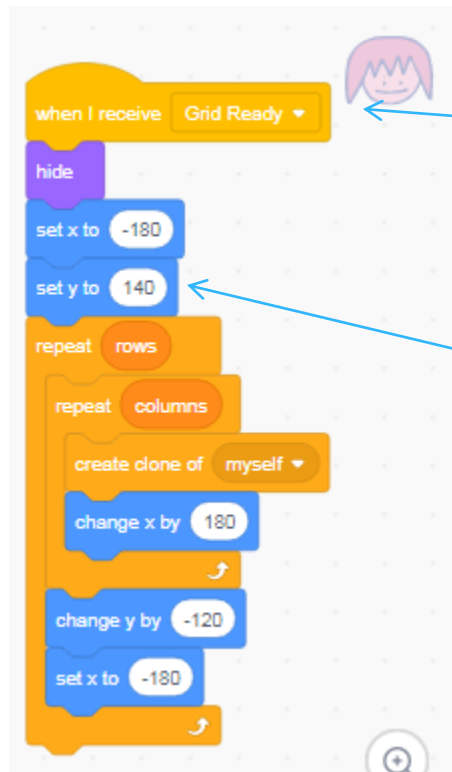 when I receive Grid Ready
hide
set x to -180
set y to 140
repeat rows
repeat columns
create clone of myself
change x by 180
change y by -120
set x to -180